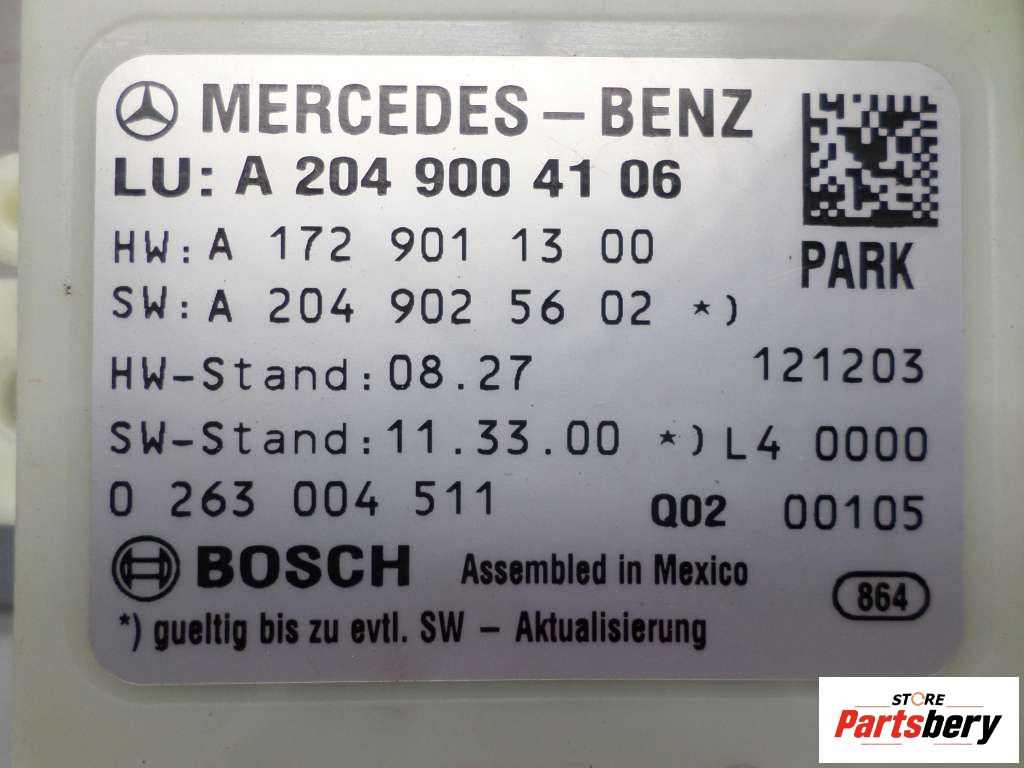 MERCEDES-BENZ
LU: A 204 900 41 06
HW: A 172 901 13 00
PARK
SW: A 204 902 56 02 *)
HW-Stand: 08.27 121203
SW-Stand: 11.33.00 *) L4 0000
0 263 004 511 Q02 00105
BOSCH Assembled in Mexico
864
*) gueltig bis zu evtl. SW - Aktualisierung
STORE
Partsbery